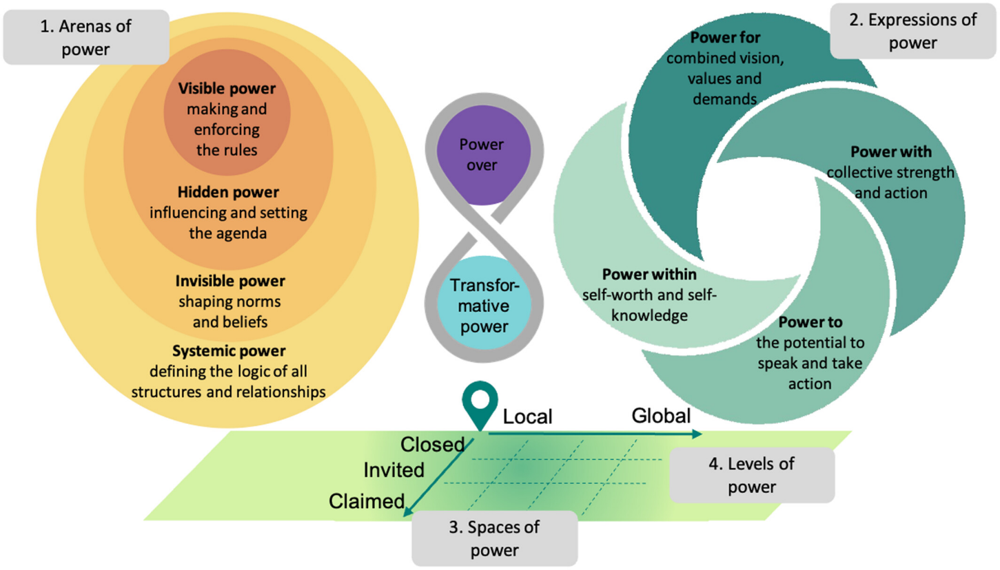 1. Arenas of
power
Visible power
making and
enforcing
the rules
Hidden power
influencing and setting
the agenda
Invisible power
shaping norms
and beliefs
Systemic power
defining the logic of all
structures and relationships
Power
over
Transfor-
mative
power
2. Expressions of
power
Power for
combined vision,
values and
demands
Power with
collective strength
and action
Power within
self-worth and self-
knowledge
Power to
the potential to
speak and take
action
Local
Global
Closed
Invited
Claimed
4. Levels of
power
3. Spaces of
power